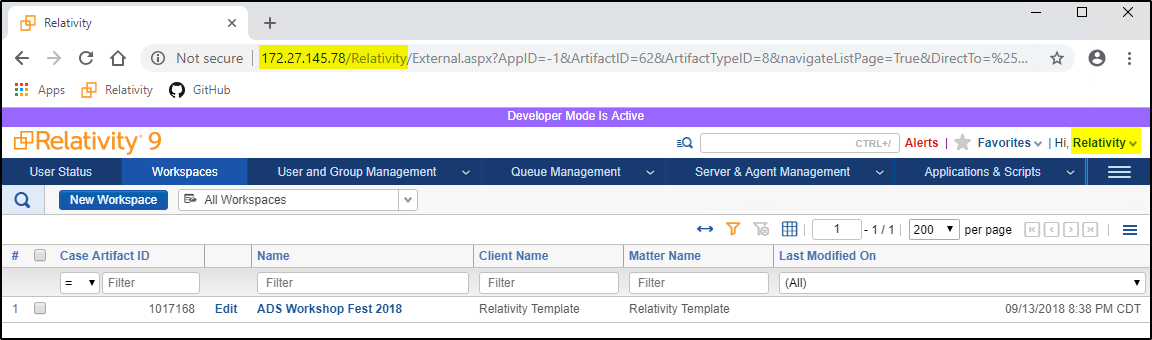 Relativity
Not secure 172.27.145.78/Relativity/External.aspx?AppID=-1&ArtifactID=62&ArtifactTypeID=8&navigateListPage=True&DirectTo=%25...
Apps Relativity GitHub
Developer Mode Is Active
Relativity 9 CTRL+/ Alerts | Favorites | Hi, Relativity
User Status Workspaces User and Group Management Queue Management Server & Agent Management Applications & Scripts
New Workspace All Workspaces
1 - 1 / 1 200 per page
# Case Artifact ID Name Client Name Matter Name Last Modified On
= Filter Filter Filter Filter (All)
1 1017168 Edit ADS Workshop Fest 2018 Relativity Template Relativity Template 09/13/2018 8:38 PM CDT